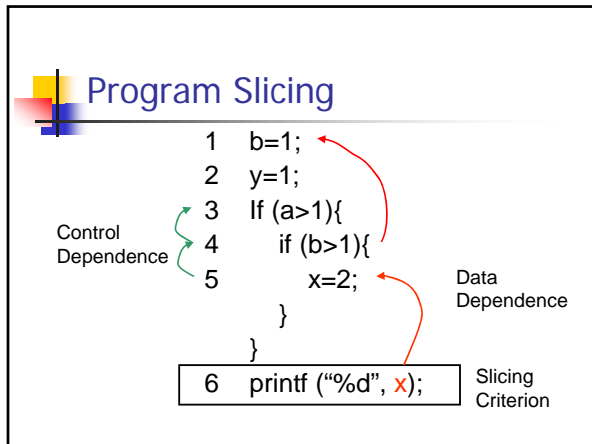 Program Slicing
1 b=1;
2 y=1;
3 If (a>1){
Control Dependence
4 if (b>1){
5 x=2;
Data Dependence
}
}
6 printf (“%d”, x);
Slicing Criterion